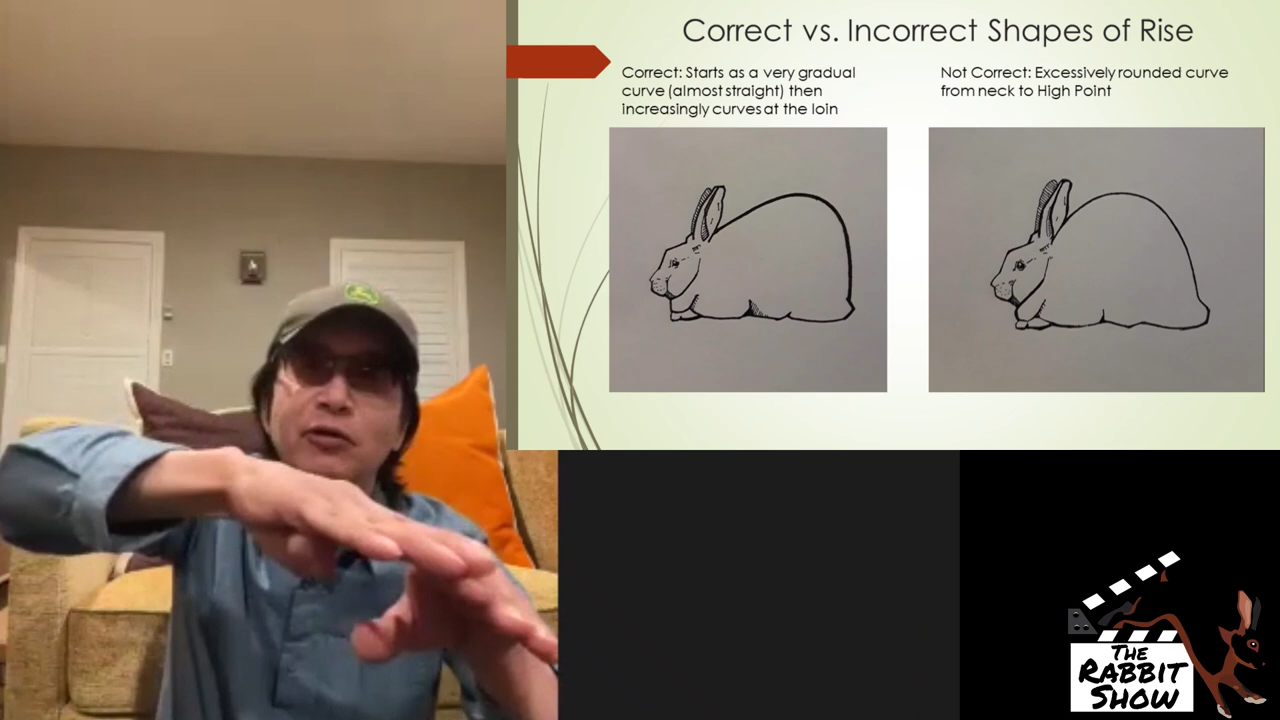 Correct vs. Incorrect Shapes of Rise
Correct: Starts as a very gradual
curve (almost straight) then
increasingly curves at the loin
Not Correct: Excessively rounded curve
from neck to High Point
THE
RABBIT
SHOW